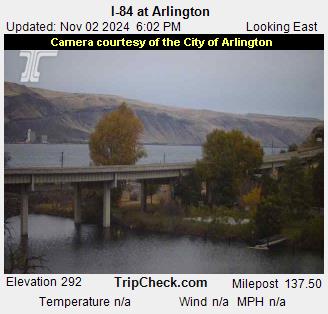 I-84 at Arlington
Updated: Nov 02 2024 6:02 PM Looking East
Camera courtesy of the City of Arlington
Elevation 292 TripCheck.com Milepost 137.50
Temperature n/a Wind n/a MPH n/a